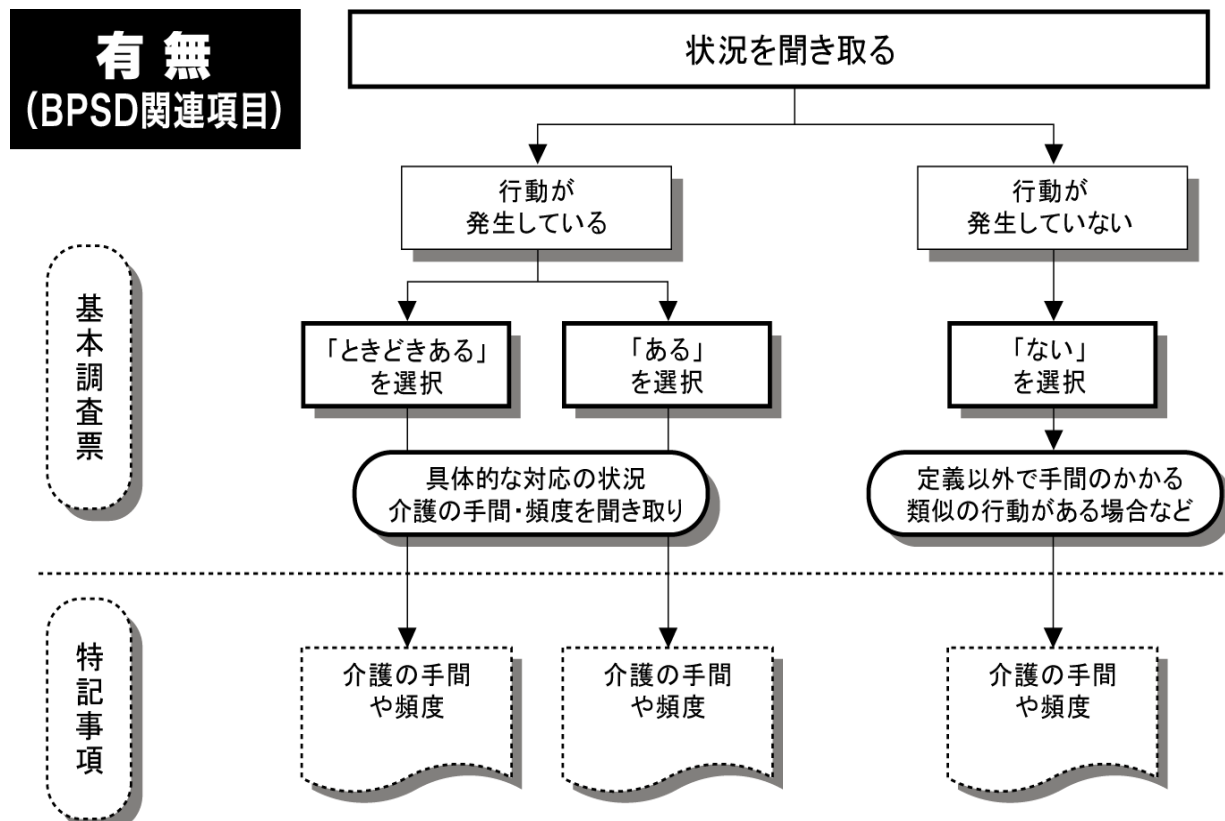 有 無
(BPSD関連項目)
状況を聞き取る
行動が
発生している
行動が
発生していない
基本調査票
「ときどきある」
を選択
「ある」
を選択
「ない」
を選択
具体的な対応の状況
介護の手間・頻度を聞き取り
定義以外で手間のかかる
類似の行動がある場合など
特記事項
介護の手間
や頻度
介護の手間
や頻度
介護の手間
や頻度